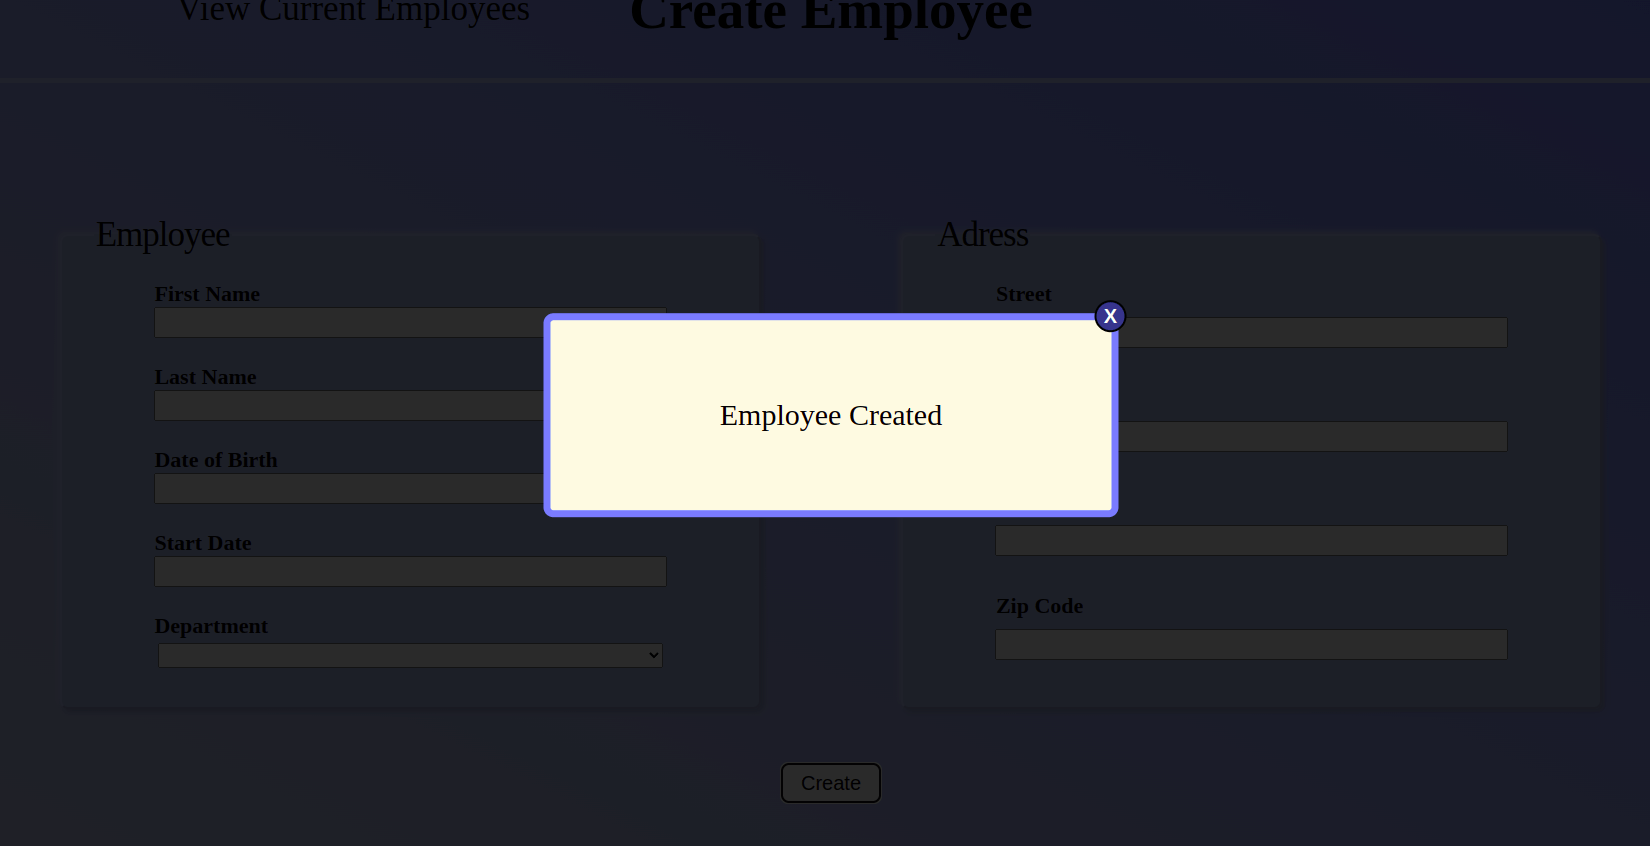 View Current Employees
Create Employee
Employee
First Name
Last Name
Date of Birth
Start Date
Department
Adress
Street
Zip Code
X
Employee Created
Create